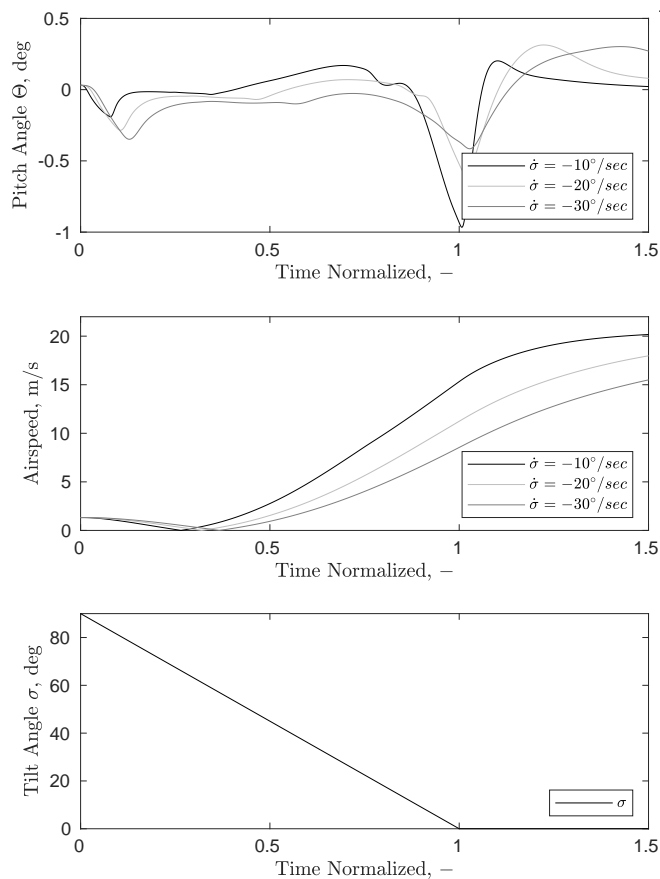 0.5
0
-0.5
-1
Pitch Angle Θ, deg
σ̇ = −10°/sec
σ̇ = −20°/sec
σ̇ = −30°/sec
0 0.5 1 1.5
Time Normalized, −
20
15
10
5
0
Airspeed, m/s
σ̇ = −10°/sec
σ̇ = −20°/sec
σ̇ = −30°/sec
0 0.5 1 1.5
Time Normalized, −
80
60
40
20
0
Tilt Angle σ, deg
σ
0 0.5 1 1.5
Time Normalized, −